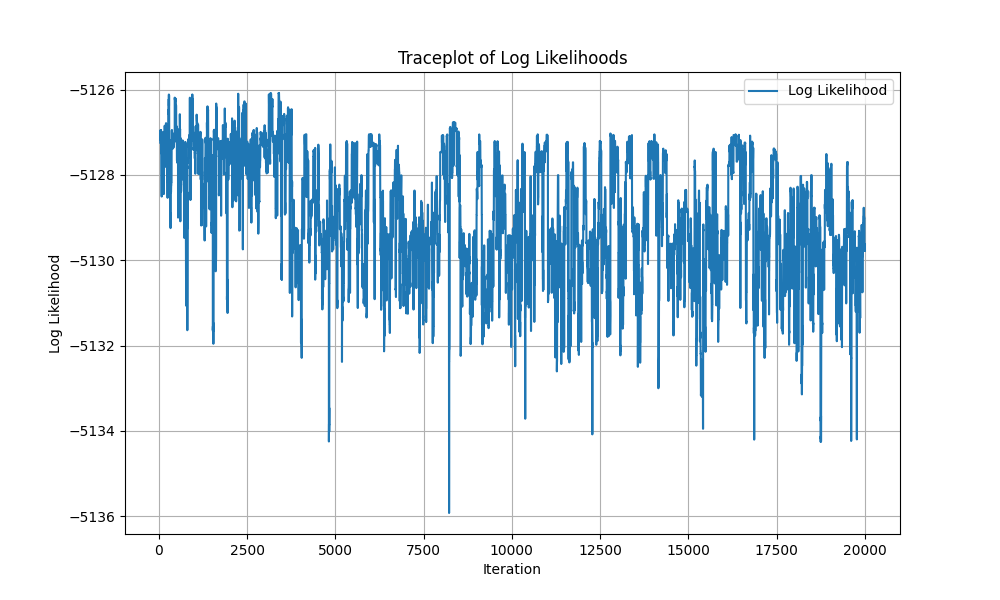 Traceplot of Log Likelihoods
Log Likelihood
−5126
−5128
−5130
−5132
−5134
−5136
Log Likelihood
0 2500 5000 7500 10000 12500 15000 17500 20000
Iteration